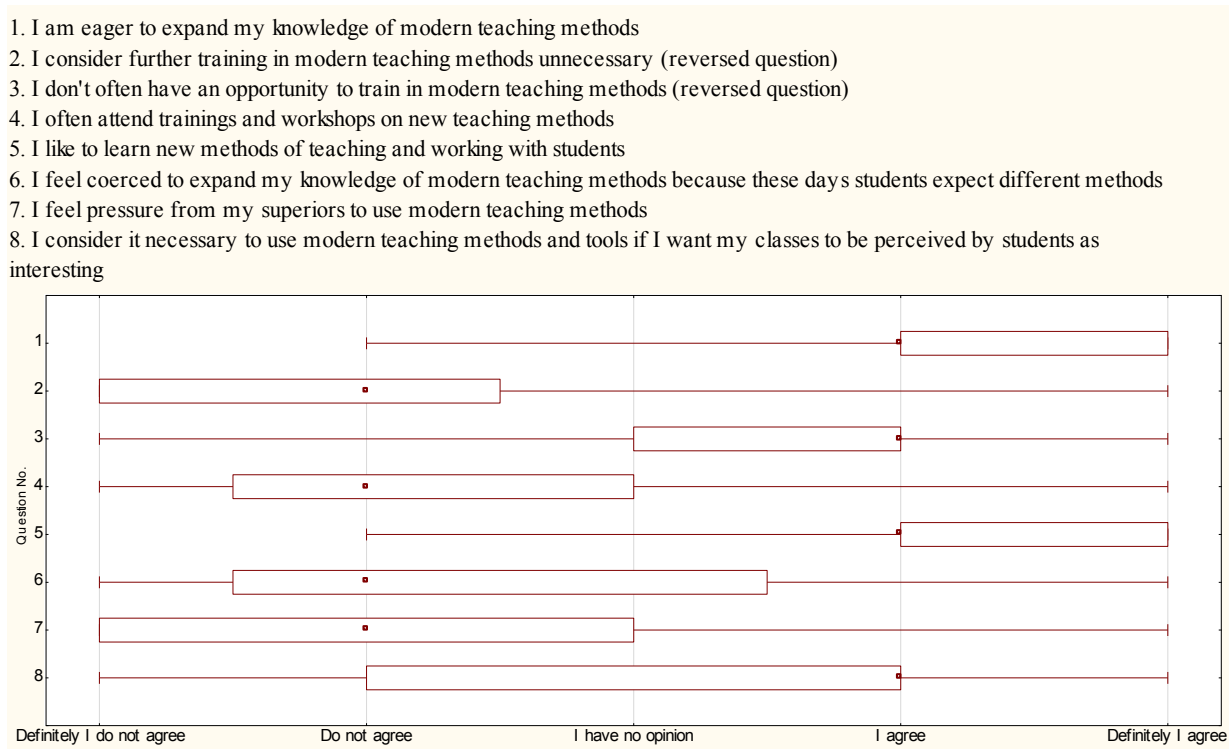 1. I am eager to expand my knowledge of modern teaching methods
2. I consider further training in modern teaching methods unnecessary (reversed question)
3. I don't often have an opportunity to train in modern teaching methods (reversed question)
4. I often attend trainings and workshops on new teaching methods
5. I like to learn new methods of teaching and working with students
6. I feel coerced to expand my knowledge of modern teaching methods because these days students expect different methods
7. I feel pressure from my superiors to use modern teaching methods
8. I consider it necessary to use modern teaching methods and tools if I want my classes to be perceived by students as
interesting
Question No.
1
2
3
4
5
6
7
8
Definitely I do not agree Do not agree I have no opinion I agree Definitely I agree